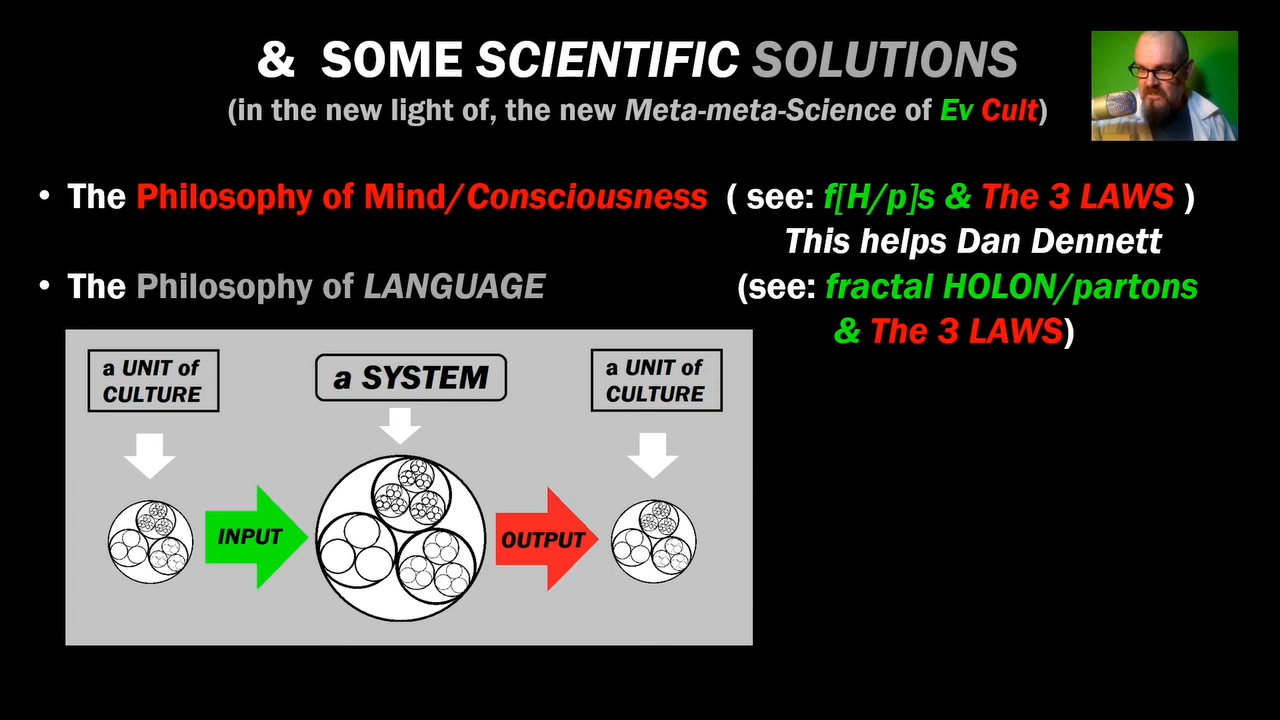 & SOME SCIENTIFIC SOLUTIONS
(in the new light of, the new Meta-meta-Science of Ev Cult)
• The Philosophy of Mind/Consciousness ( see: f[H/p]s & The 3 LAWS )
This helps Dan Dennett
• The Philosophy of LANGUAGE (see: fractal HOLON/partons
& The 3 LAWS)
a UNIT of
CULTURE
a SYSTEM
a UNIT of
CULTURE
INPUT
OUTPUT